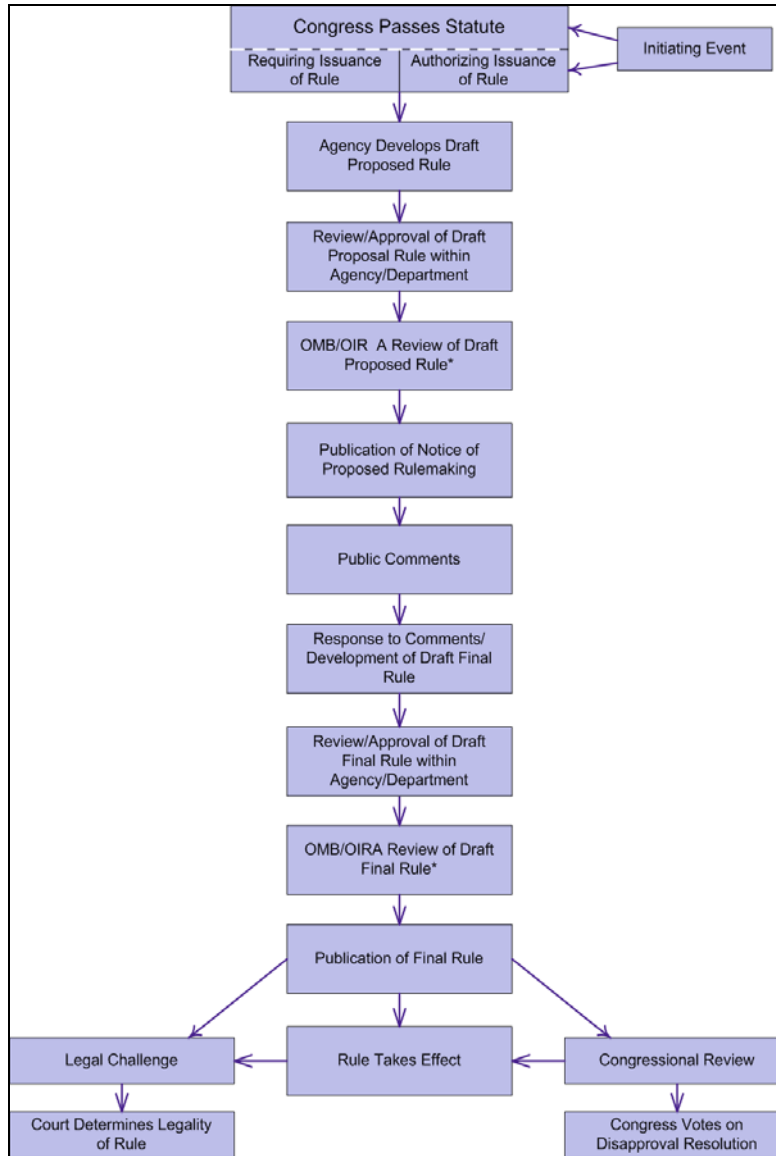 Congress Passes Statute
Requiring Issuance
of Rule
Authorizing Issuance
of Rule
Initiating Event
Agency Develops Draft
Proposed Rule
Review/Approval of Draft
Proposal Rule within
Agency/Department
OMB/OIR  A Review of Draft
Proposed Rule*
Publication of Notice of
Proposed Rulemaking
Public Comments
Response to Comments/
Development of Draft Final
Rule
Review/Approval of Draft
Final Rule within
Agency/Department
OMB/OIRA Review of Draft
Final Rule*
Publication of Final Rule
Legal Challenge
Rule Takes Effect
Congressional Review
Court Determines Legality
of Rule
Congress Votes on
Disapproval Resolution